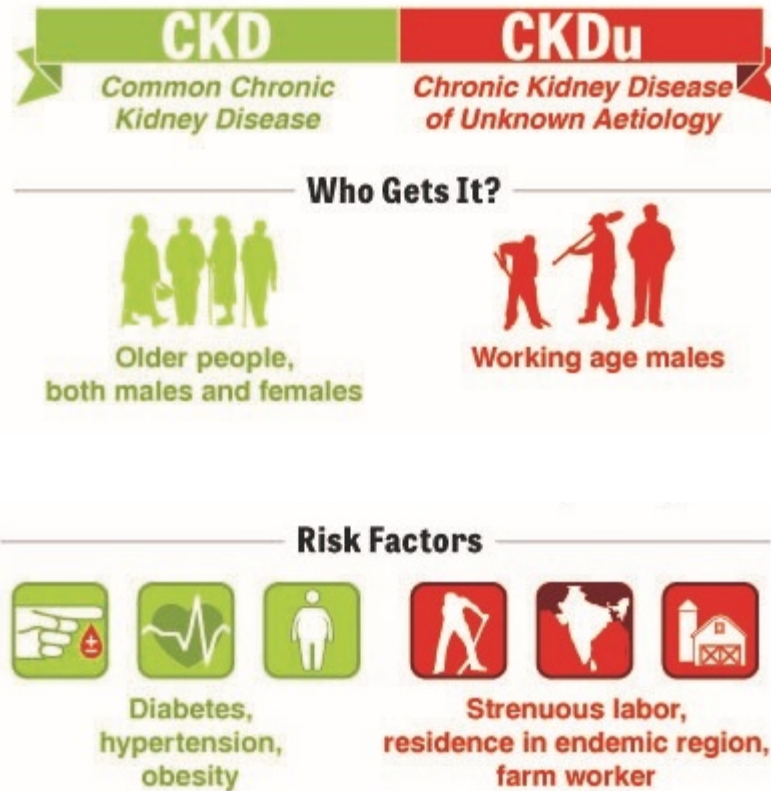 CKD
Common Chronic
Kidney Disease
CKDu
Chronic Kidney Disease
of Unknown Aetiology
Who Gets It?
Older people,
both males and females
Working age males
Risk Factors
±
Diabetes,
hypertension,
obesity
Strenuous labor,
residence in endemic region,
farm worker